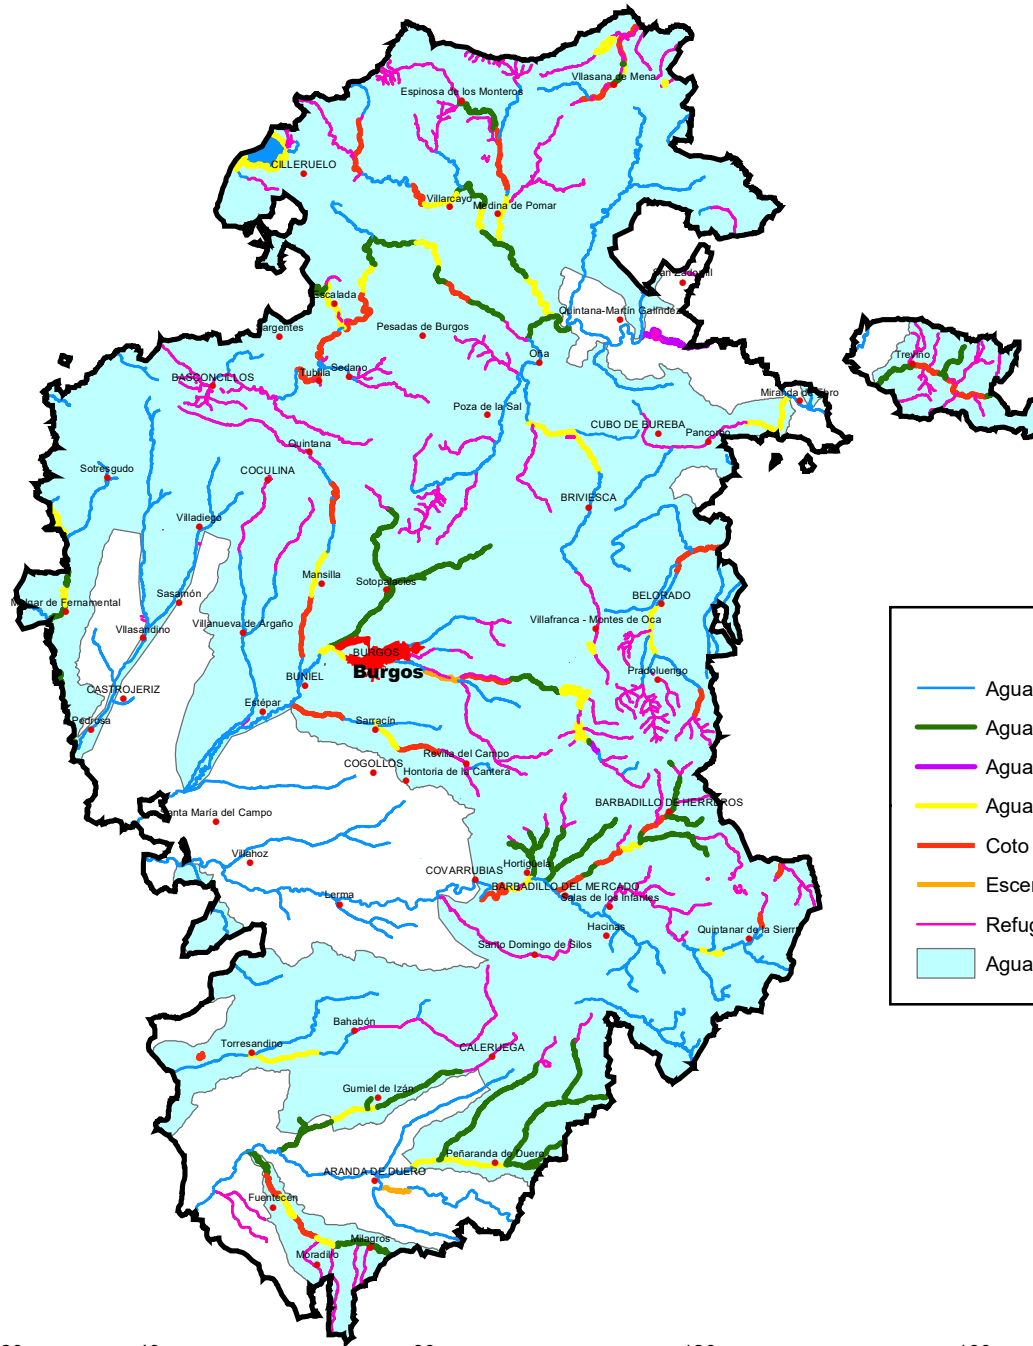 Vllasana de Mena
Espinosa de los Monteros
CILLERUELO
Villarcayo
Medina de Pomar
Escalada
Quintana-Martín Galíndez
Sargentes
Pesadas de Burgos
Oña
Treviño
Tubilla
Sedano
BASCONCILLOS
Miranda de Ebro
Poza de la Sal
CUBO DE BUREBA
Pancorbo
Quintana
Sotresgudo
COCULINA
BRIVIESCA
Villadiego
Mansilla
Sotopalacios
Sasamón
BELORADO
Melgar de Fernamental
Villanueva de Argaño
Villafranca - Montes de Oca
Vllasandino
BURGOS
Burgos
Pradoluengo
BUNIEL
CASTROJERIZ
Estépar
Pedrosa
Sarracín
Revilla del Campo
COGOLLOS
Hontoria de la Cantera
BARBADILLO DE HERREROS
Santa María del Campo
Villahoz
Hortigüela
COVARRUBIAS
BARBADILLO DEL MERCADO
Salas de los Infantes
Lerma
Hacinas
Quintanar de la Sierr
Santo Domingo de Silos
Bahabón
Torresandino
CALERUEGA
Gumiel de Izán
Peñaranda de Duero
ARANDA DE DUERO
Fuentecén
Milagros
Moradillo
Agua
Agua
Agua
Agua
Coto
Escen
Refug
Agua